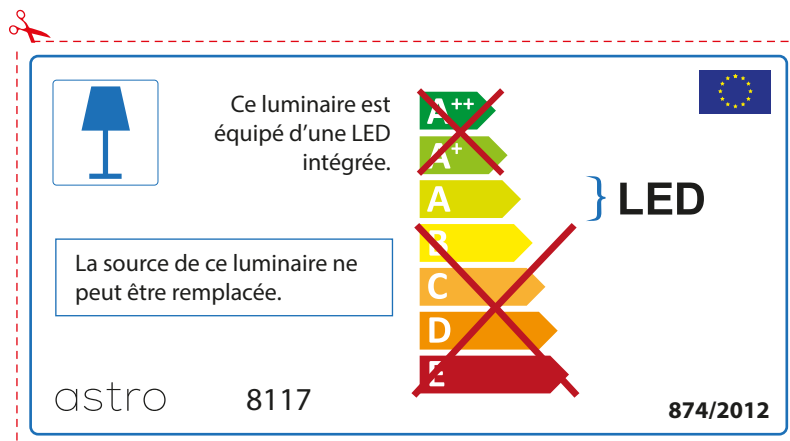 Ce luminaire est
équipé d’une LED
intégrée.
A++
A+
A
B
C
D
E
LED
La source de ce luminaire ne
peut être remplacée.
astro
8117
874/2012